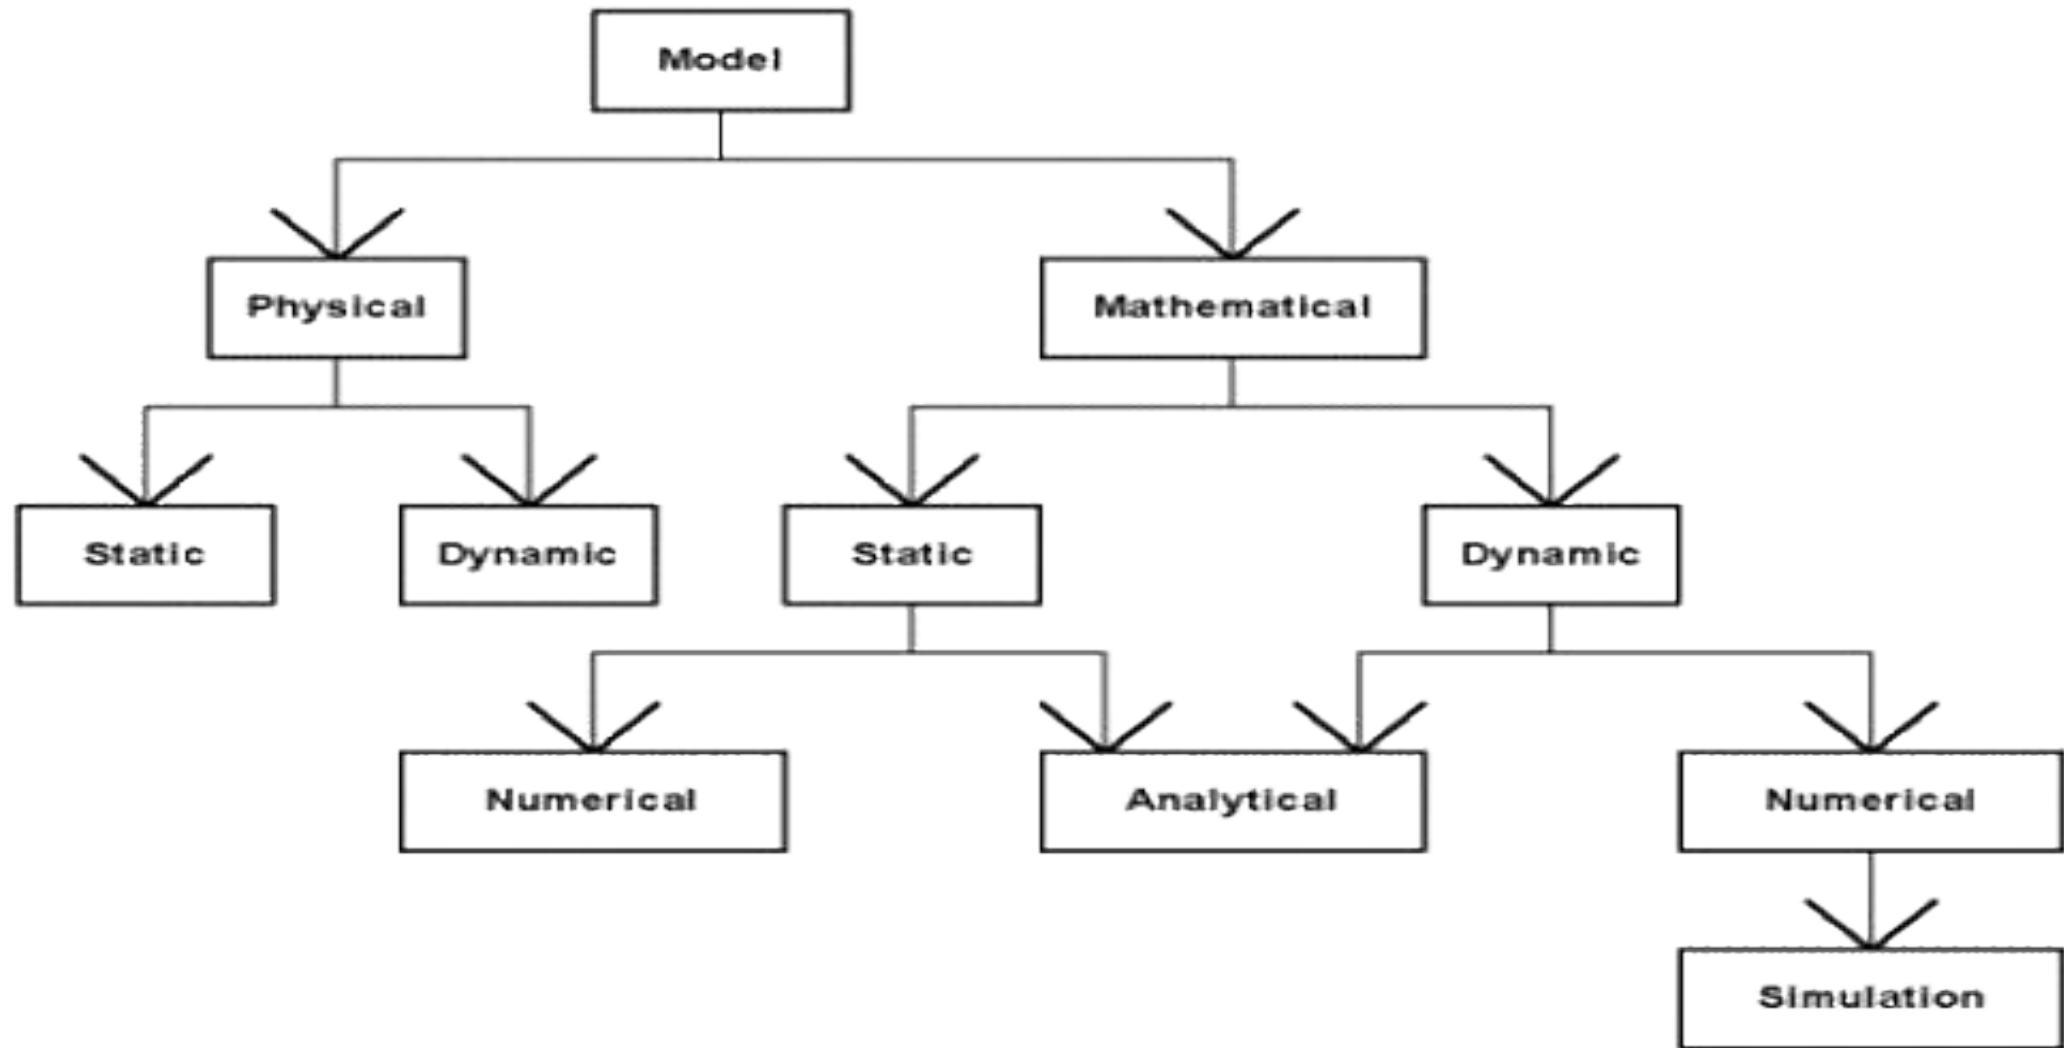 Model
Physical
Mathematical
Static
Dynamic
Static
Dynamic
Numerical
Analytical
Numerical
Simulation